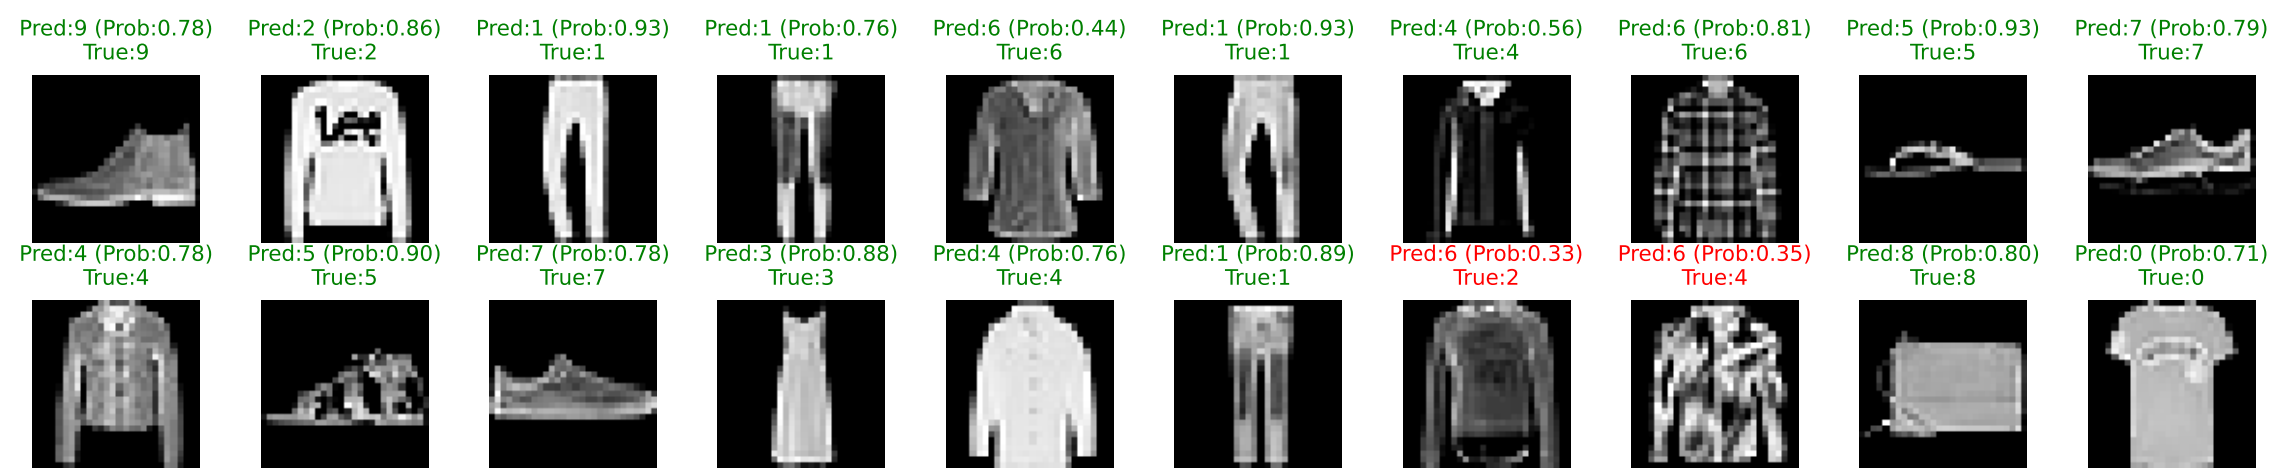 Pred:9 (Prob:0.78) Pred:2 (Prob:0.86) Pred:1 (Prob:0.93) Pred:1 (Prob:0.76) Pred:6 (Prob:0.44) Pred:1 (Prob:0.93) Pred:4 (Prob:0.56) Pred:6 (Prob:0.81) Pred:5 (Prob:0.93) Pred:7 (Prob:0.79)
True:9 True:2 True:1 True:1 True:6 True:1 True:4 True:6 True:5 True:7
Lee
Pred:4 (Prob:0.78) Pred:5 (Prob:0.90) Pred:7 (Prob:0.78) Pred:3 (Prob:0.88) Pred:4 (Prob:0.76) Pred:1 (Prob:0.89) Pred:6 (Prob:0.33) Pred:6 (Prob:0.35) Pred:8 (Prob:0.80) Pred:0 (Prob:0.71)
True:4 True:5 True:7 True:3 True:4 True:1 True:2 True:4 True:8 True:0